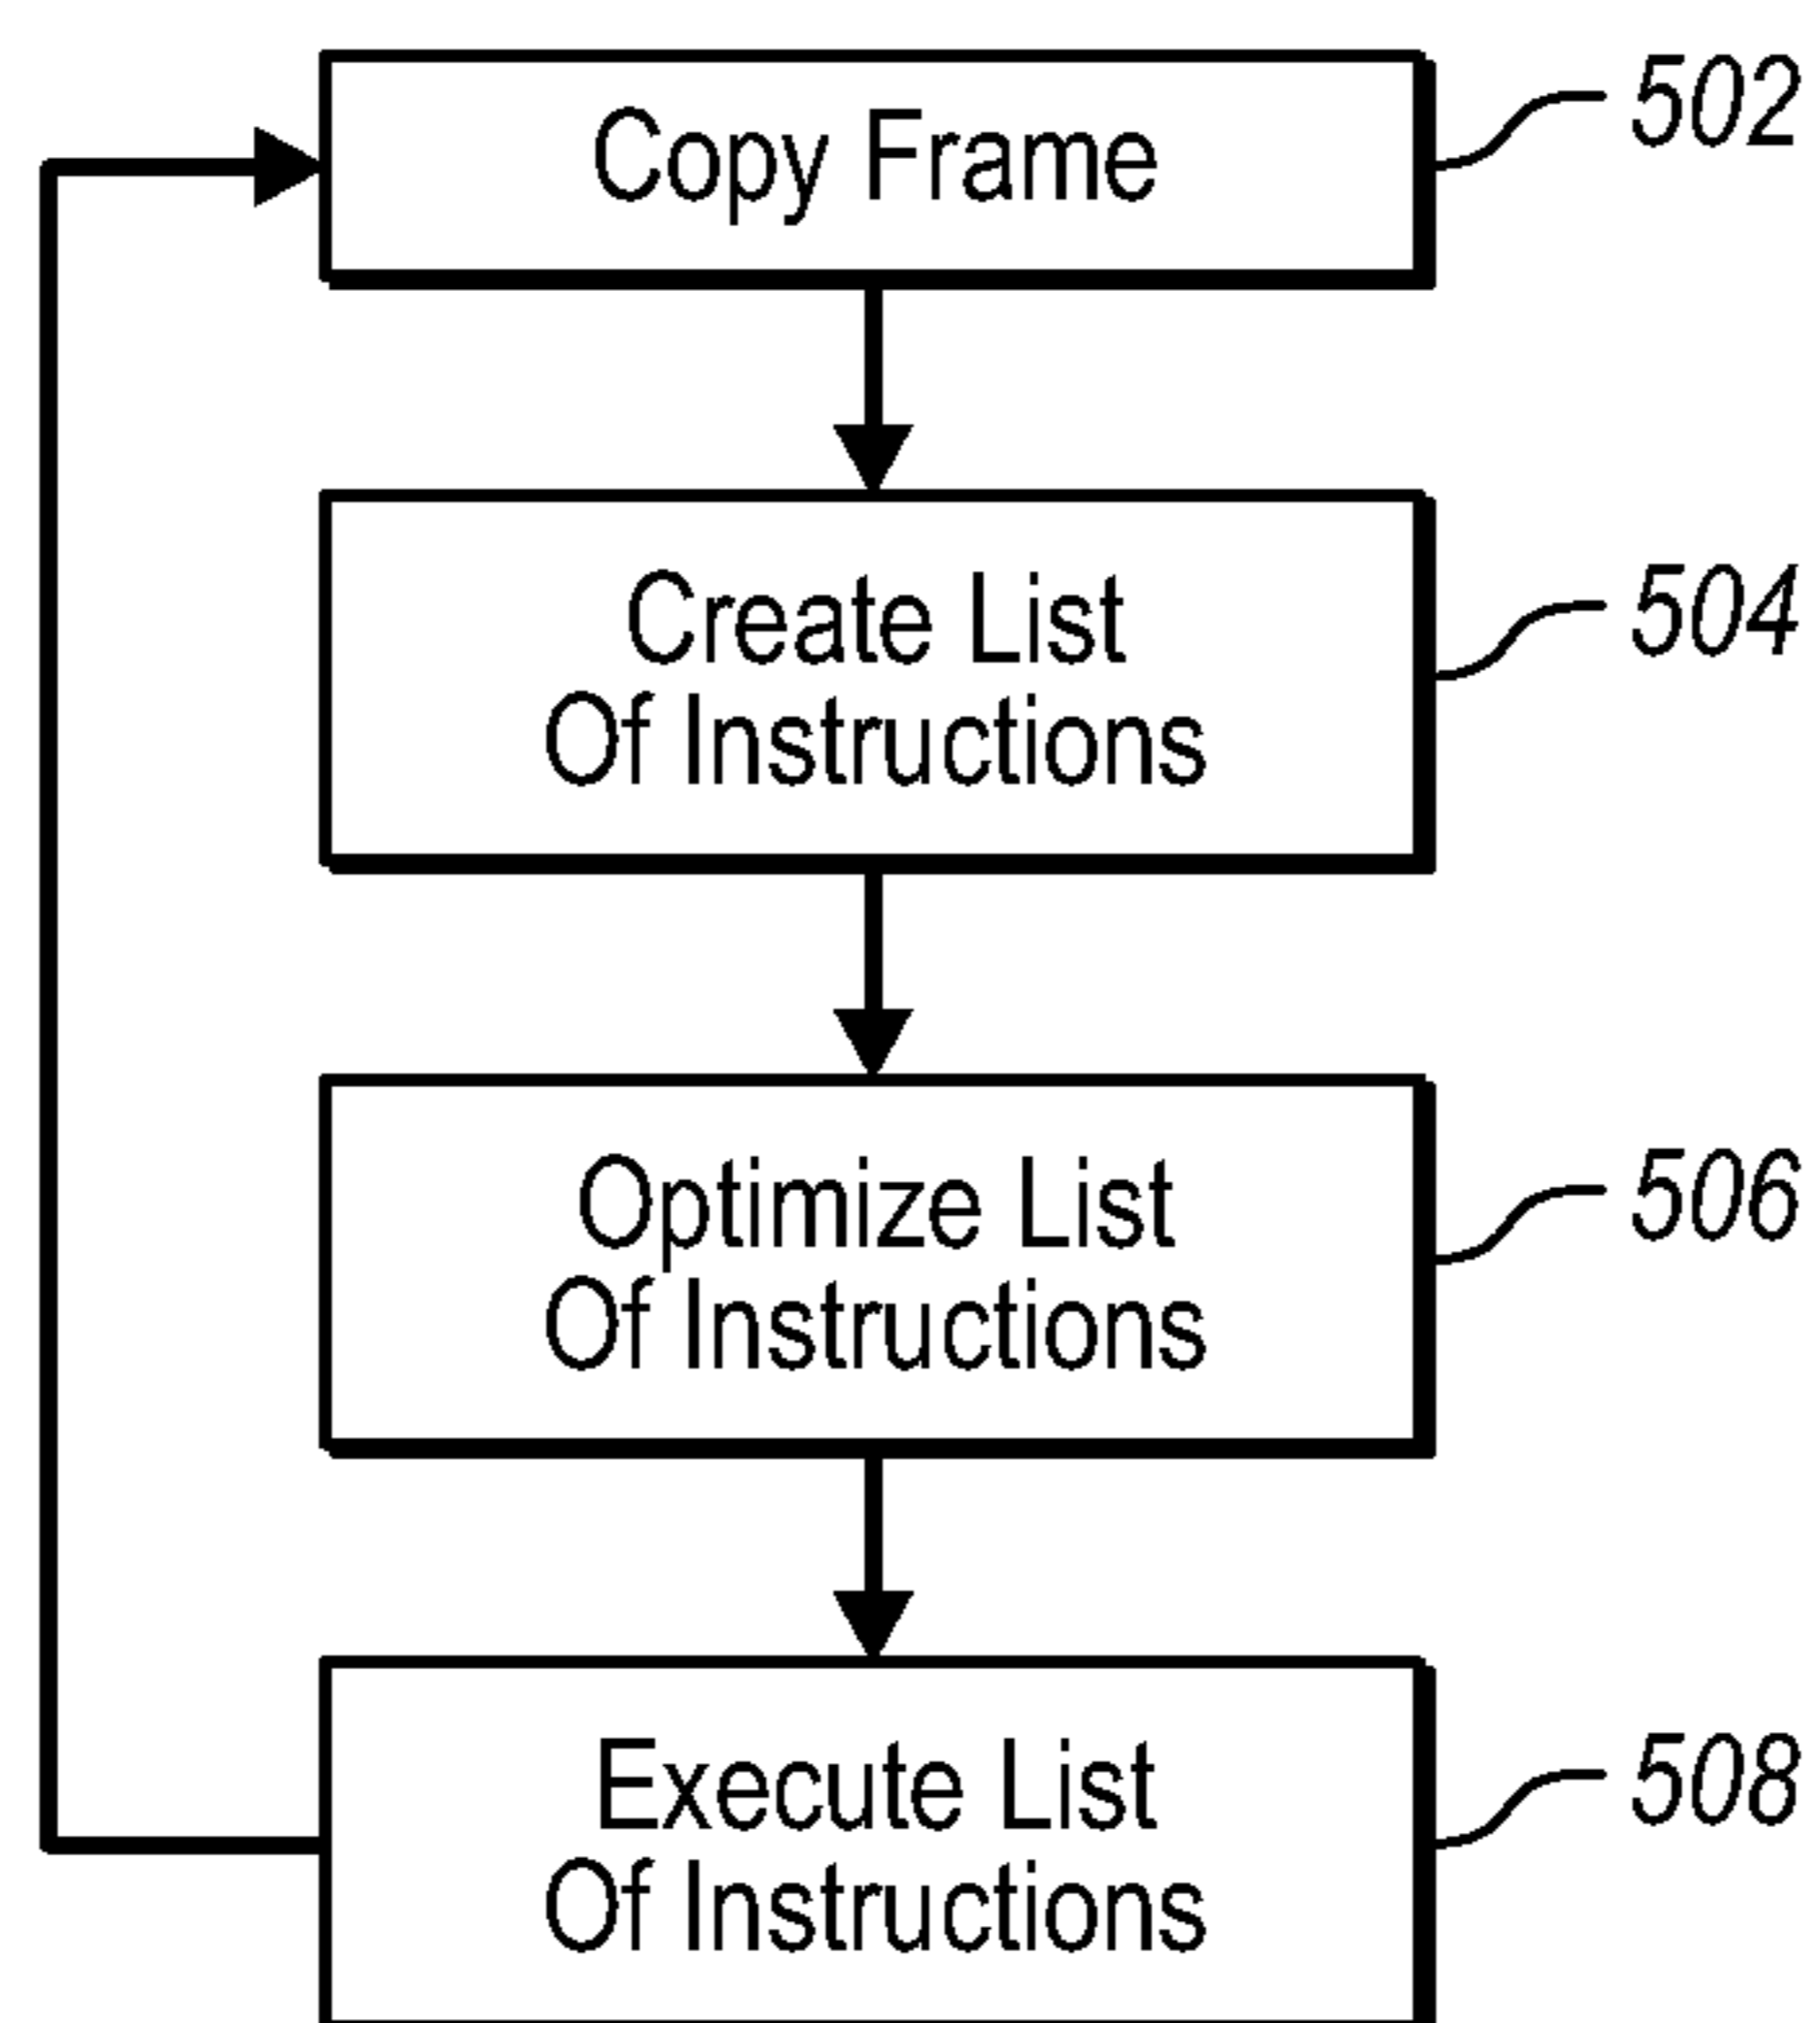 Copy Frame
502
Create List
Of Instructions
504
Optimize List
Of Instructions
506
Execute List
Of Instructions
508